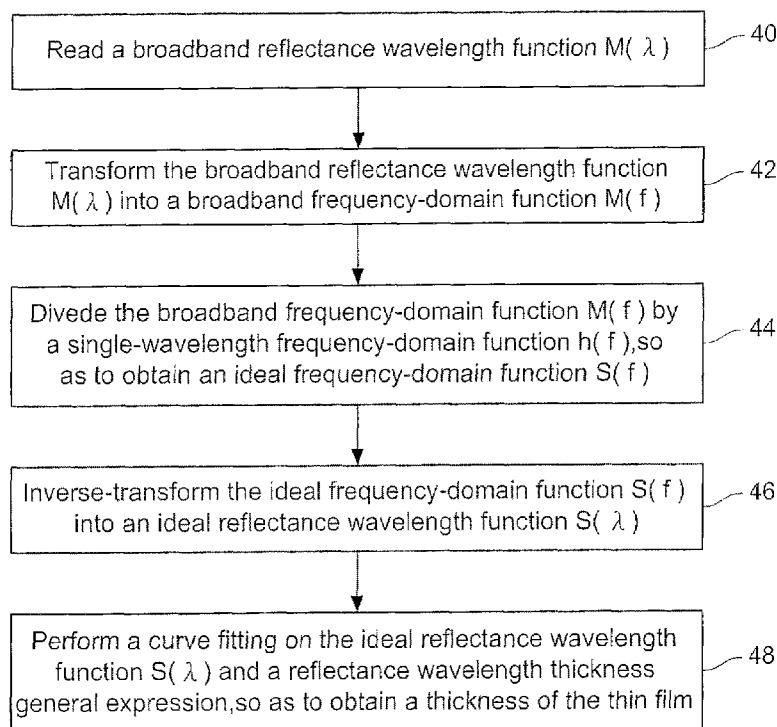 Read a broadband reflectance wavelength function M( λ )
40
Transform the broadband reflectance wavelength function
M( λ ) into a broadband frequency-domain function M( f )
42
Divede the broadband frequency-domain function M( f ) by
a single-wavelength frequency-domain function h( f ),so
as to obtain an ideal frequency-domain function S( f )
44
Inverse-transform the ideal frequency-domain function S( f )
into an ideal reflectance wavelength function S( λ )
46
Perform a curve fitting on the ideal reflectance wavelength
function S( λ ) and a reflectance wavelength thickness
general expression,so as to obtain a thickness of the thin film
48